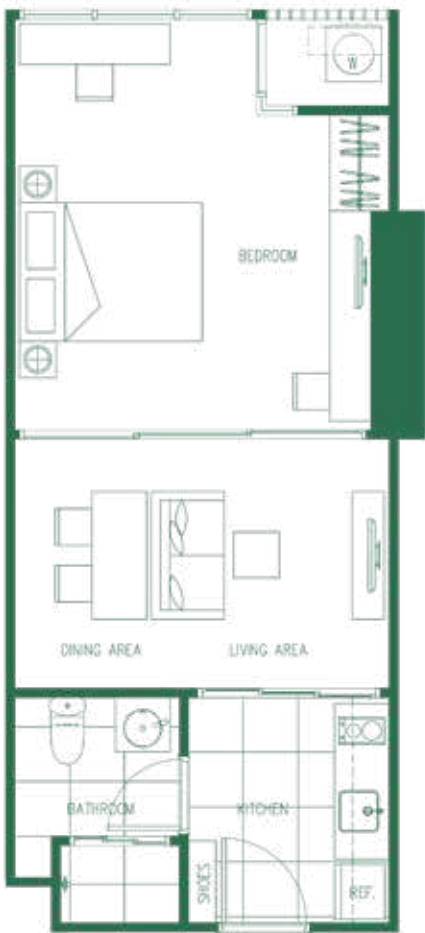 W
BEDROOM
DINING AREA
LIVING AREA
BATHROOM
KITCHEN
SHOES
REF.